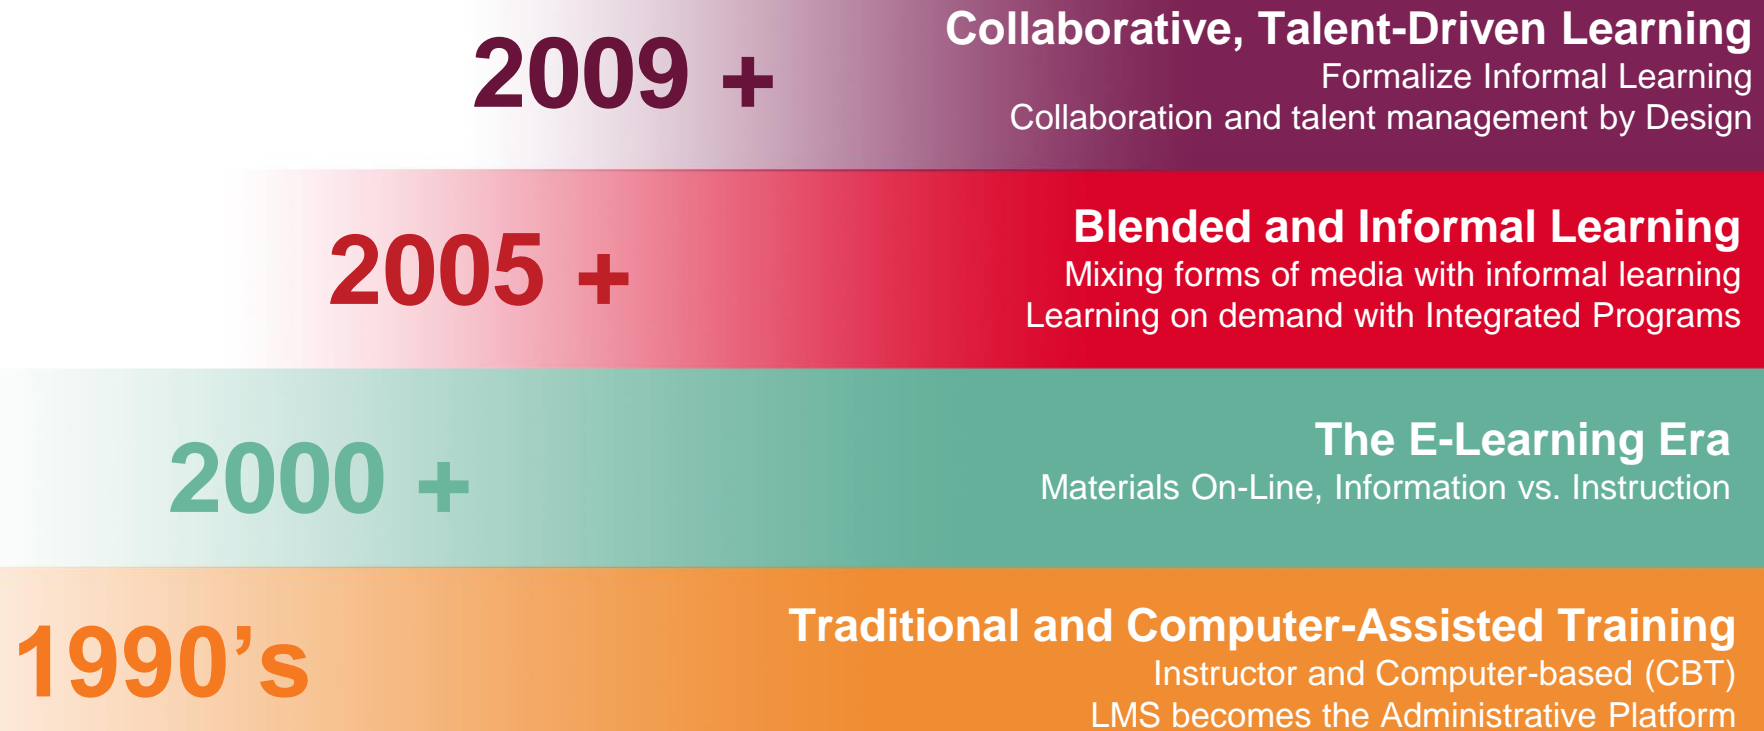 2009 +
Collaborative, Talent-Driven Learning
Formalize Informal Learning
Collaboration and talent management by Design
2005 +
Blended and Informal Learning
Mixing forms of media with informal learning
Learning on demand with Integrated Programs
2000 +
The E-Learning Era
Materials On-Line, Information vs. Instruction
1990’s
Traditional and Computer-Assisted Training
Instructor and Computer-based (CBT)
LMS becomes the Administrative Platform